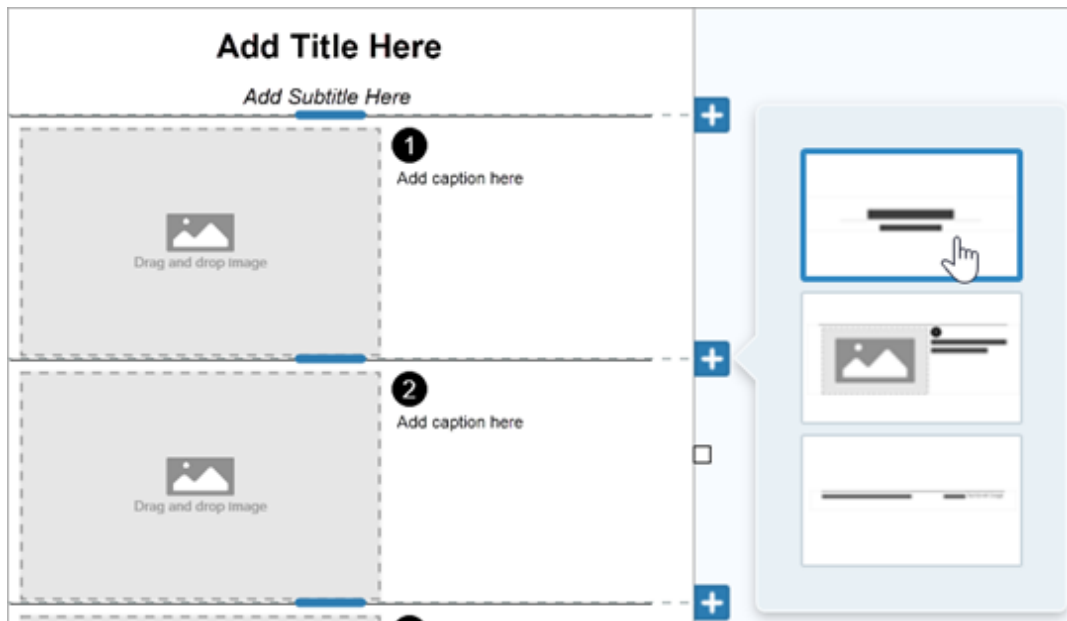 Add Title Here
Add Subtitle Here
1
Add caption here
Drag and drop image
2
Add caption here
Drag and drop image